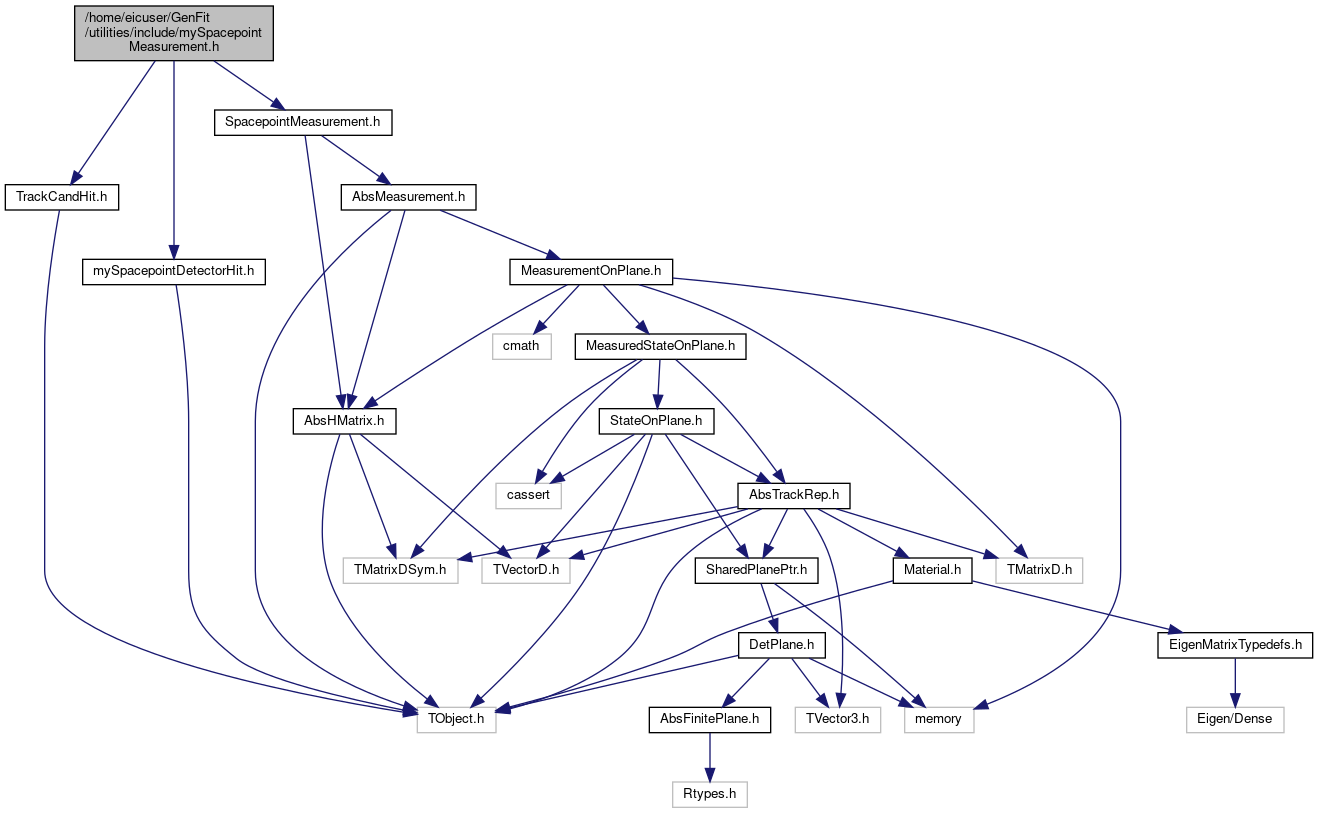 /home/eicuser/GenFit
/utilities/include/mySpacepoint
Measurement.h
SpacepointMeasurement.h
TrackCandHit.h
AbsMeasurement.h
mySpacepointDetectorHit.h
MeasurementOnPlane.h
cmath
MeasuredStateOnPlane.h
AbsHMatrix.h
StateOnPlane.h
cassert
AbsTrackRep.h
TMatrixDSym.h
TVectorD.h
SharedPlanePtr.h
Material.h
TMatrixD.h
DetPlane.h
EigenMatrixTypedefs.h
TObject.h
AbsFinitePlane.h
TVector3.h
memory
Eigen/Dense
Rtypes.h